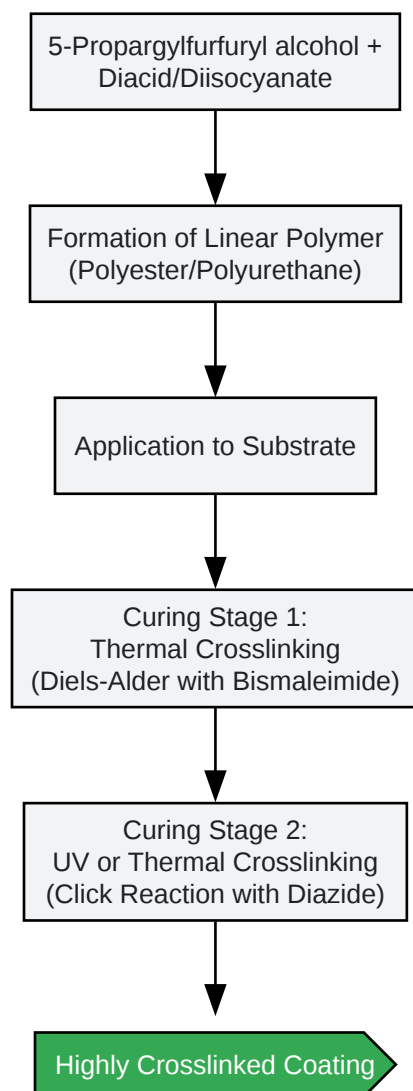 5-Propargylfurfuryl alcohol +
Diacid/Diisocyanate
Formation of Linear Polymer
(Polyester/Polyurethane)
Application to Substrate
Curing Stage 1:
Thermal Crosslinking
(Diels-Alder with Bismaleimide)
Curing Stage 2:
UV or Thermal Crosslinking
(Click Reaction with Diazide)
Highly Crosslinked Coating